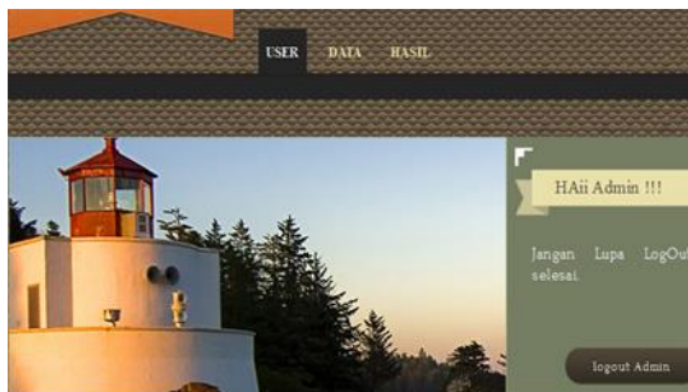 USER DATA HASIL
HAii Admin !!!
Jangan Lupa LogOut
selesai.
logout Admin